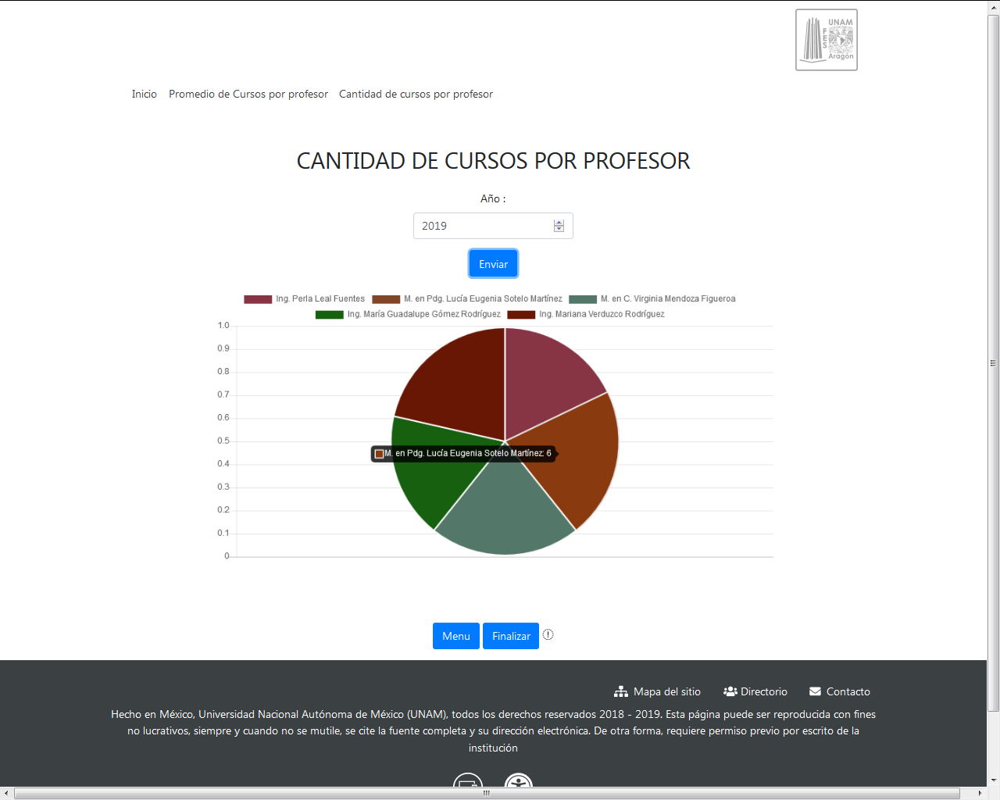 UNAM
FES
Aragón
Inicio Promedio de Cursos por profesor Cantidad de cursos por profesor
CANTIDAD DE CURSOS POR PROFESOR
Año :
2019
Enviar
Ing. Perla Leal Fuentes M. en Pdg. Lucía Eugenia Sotelo Martínez M. en C. Virginia Mendoza Figueroa
Ing. María Guadalupe Gómez Rodríguez Ing. Mariana Verduzco Rodríguez
1.0
0.9
0.8
0.7
0.6
0.5
M. en Pdg. Lucía Eugenia Sotelo Martínez: 6
0.4
0.3
0.2
0.1
0
Menu Finalizar
Mapa del sitio Directorio Contacto
Hecho en México, Universidad Nacional Autónoma de México (UNAM), todos los derechos reservados 2018 - 2019. Esta página puede ser reproducida con fines
no lucrativos, siempre y cuando no se mutile, se cite la fuente completa y su dirección electrónica. De otra forma, requiere permiso previo por escrito de la
institución